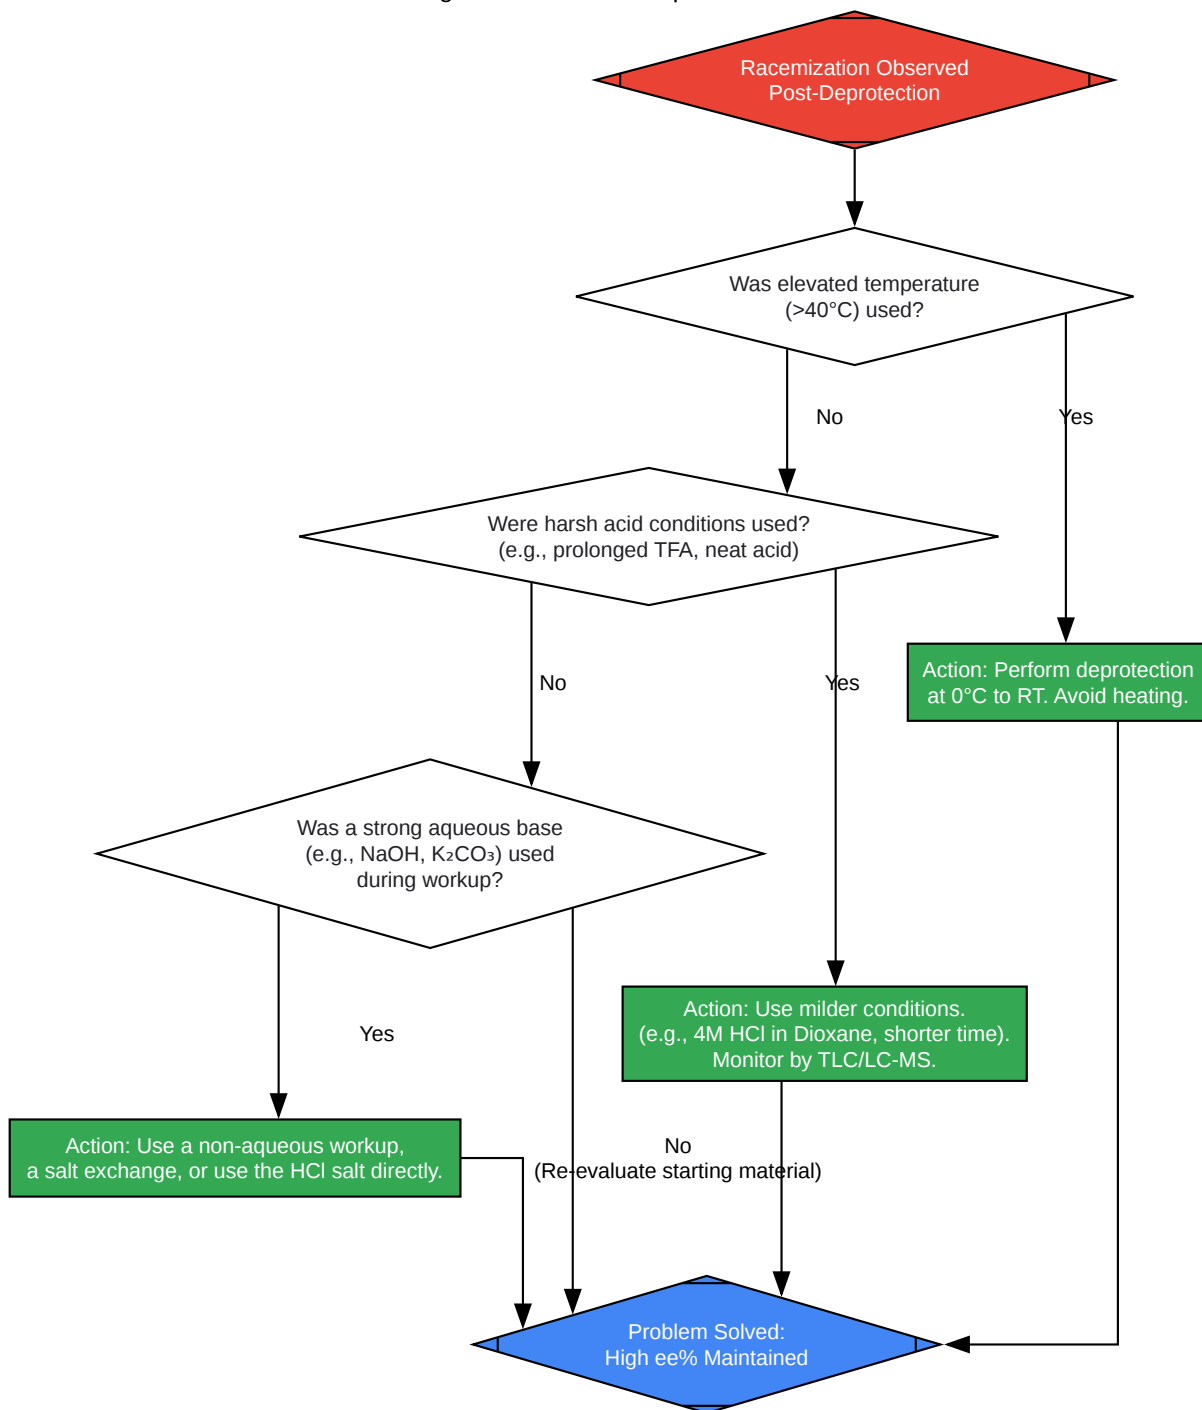 Racemization Observed
Post-Deprotection
Was elevated temperature
(>40°C) used?
No
Yes
Were harsh acid conditions used?
(e.g., prolonged TFA, neat acid)
No
Yes
Action: Perform deprotection
at 0°C to RT. Avoid heating.
Was a strong aqueous base
(e.g., NaOH, K₂CO₃) used
during workup?
Yes
Action: Use milder conditions.
(e.g., 4M HCl in Dioxane, shorter time).
Monitor by TLC/LC-MS.
Action: Use a non-aqueous workup,
a salt exchange, or use the HCl salt directly.
No
(Re-evaluate starting material)
Problem Solved:
High ee% Maintained